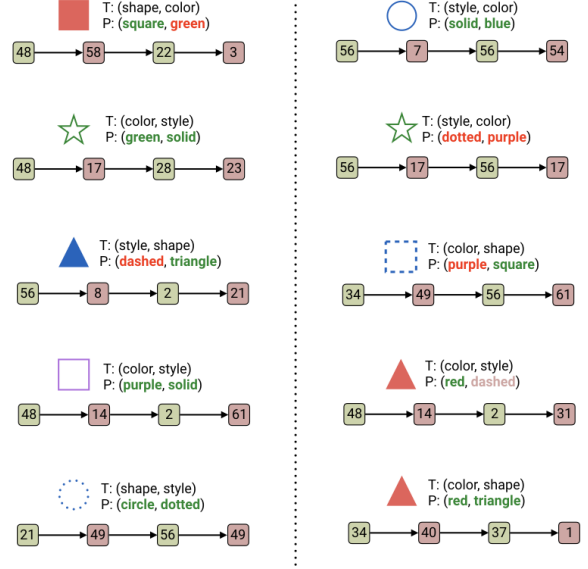 T: (shape, color)
P: (square, green)
48 58 22 3
T: (color, style)
P: (green, solid)
48 17 28 23
T: (style, shape)
P: (dashed, triangle)
56 8 2 21
T: (color, style)
P: (purple, solid)
48 14 2 61
T: (shape, style)
P: (circle, dotted)
21 49 56 49
T: (style, color)
P: (solid, blue)
56 7 56 54
T: (style, color)
P: (dotted, purple)
56 17 56 17
T: (color, shape)
P: (purple, square)
34 49 56 61
T: (color, style)
P: (red, dashed)
48 14 2 31
T: (color, shape)
P: (red, triangle)
34 40 37 1